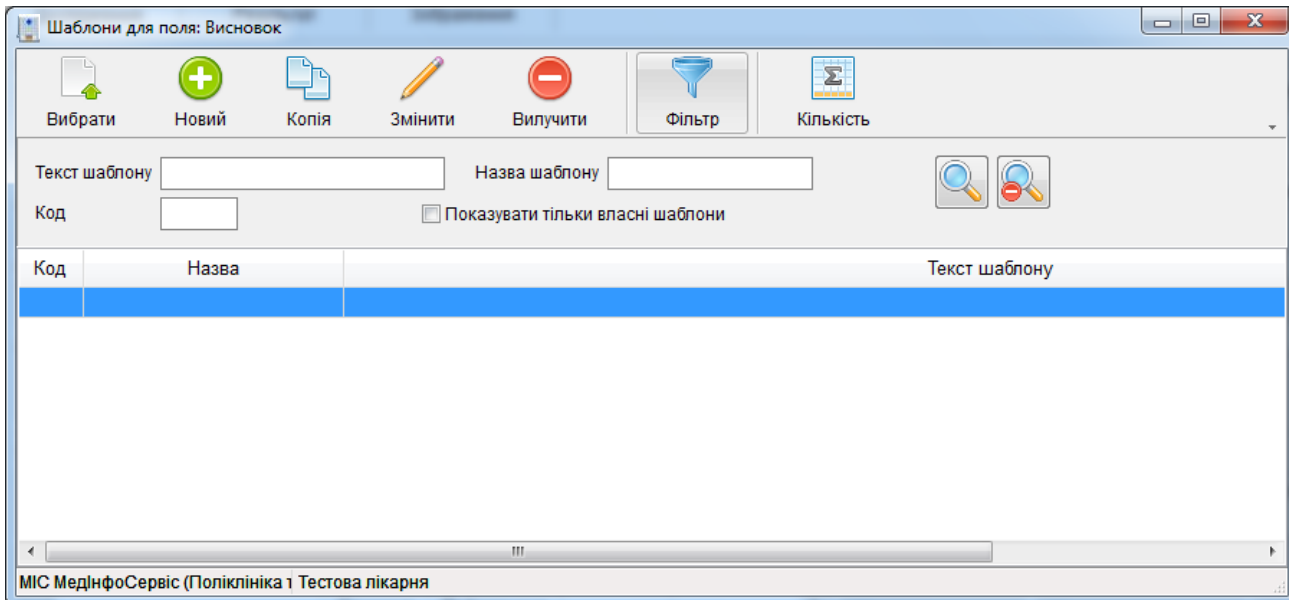 Шаблони для поля: Висновок
Вибрати Новий Копія Змінити Вилучити Фільтр Кількість
Текст шаблону Назва шаблону
Код Показувати тільки власні шаблони
Код Назва Текст шаблону
МІС МедІнфоСервіс (Поліклініка Тестова лікарня